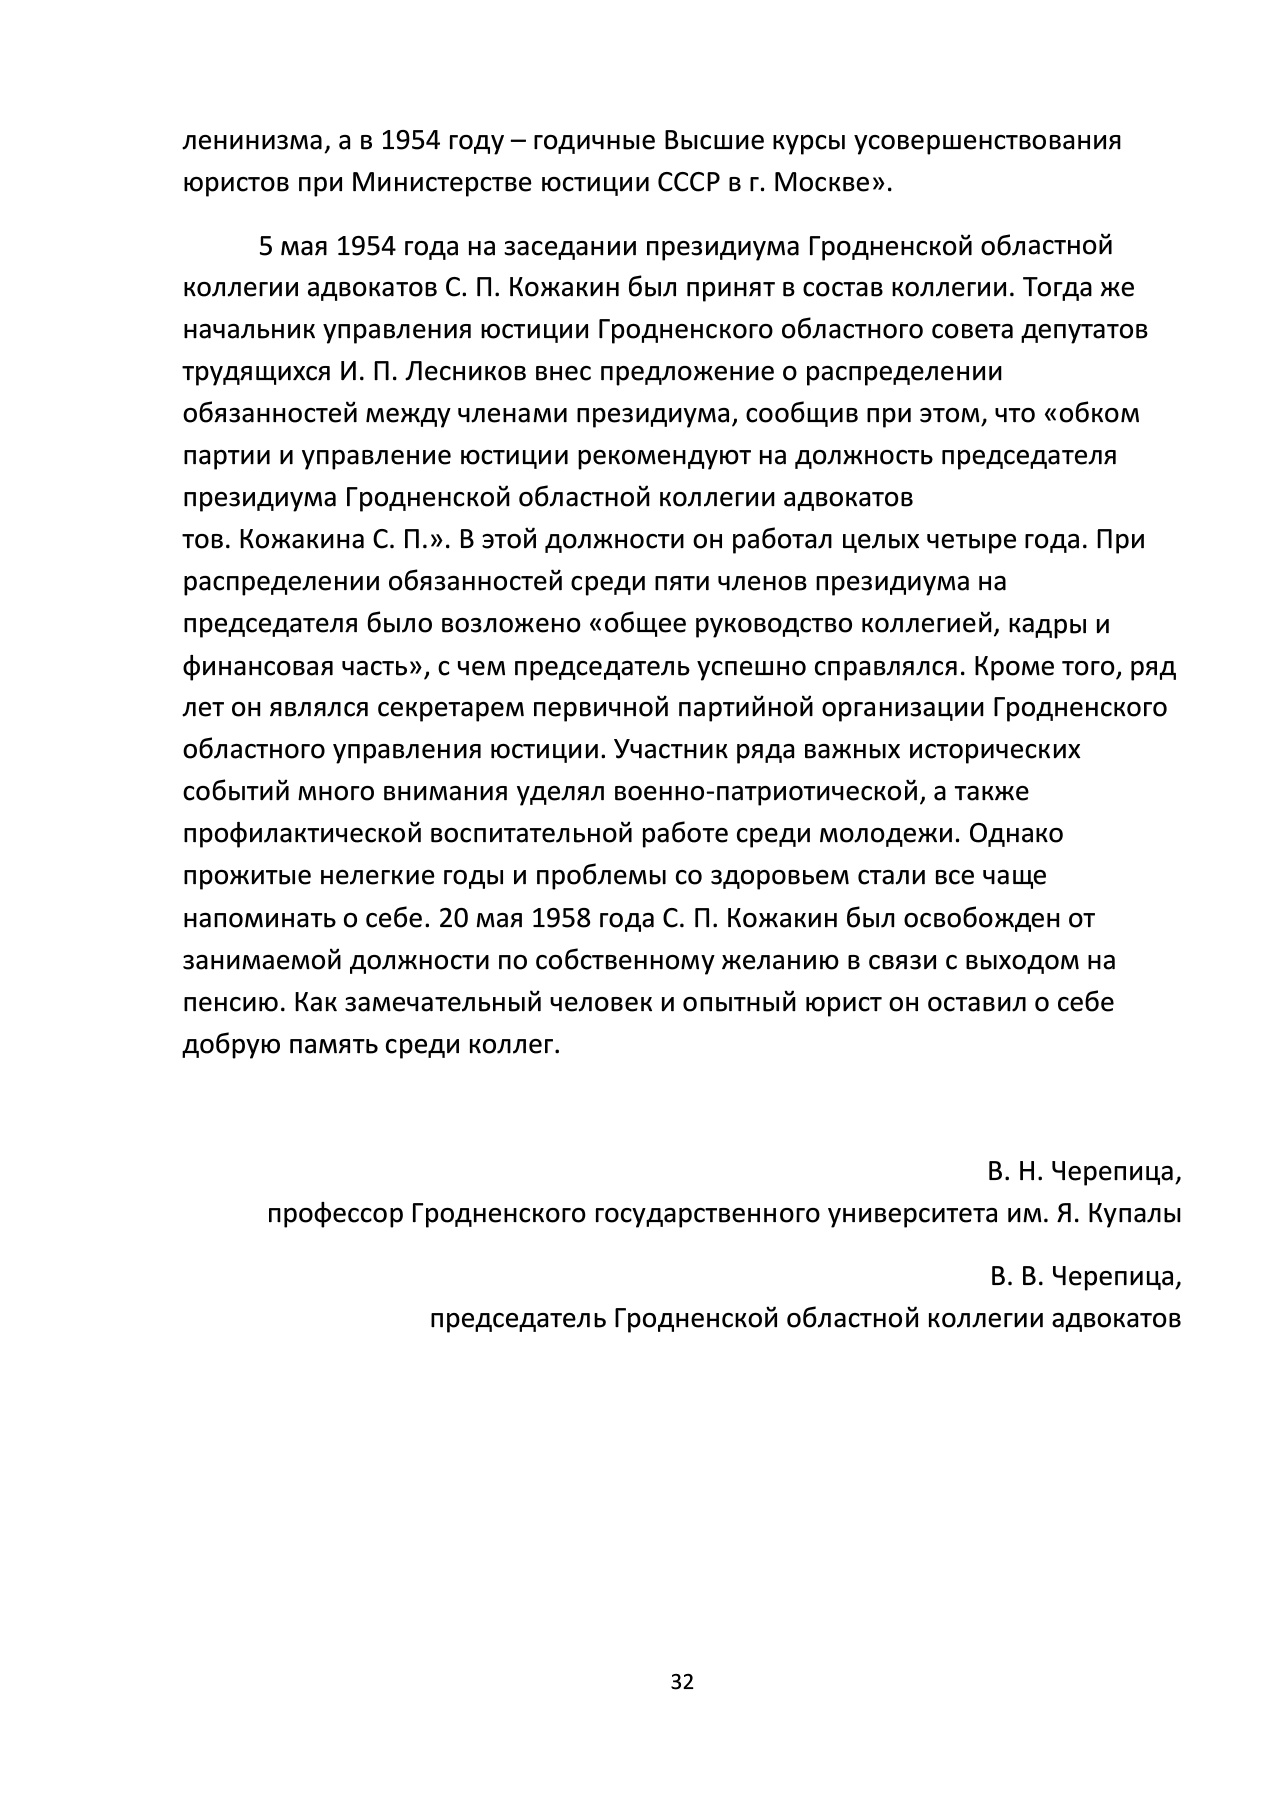 ленинизма, а в 1954 году – годичные Высшие курсы усовершенствования
юристов при Министерстве юстиции СССР в г. Москве».
5 мая 1954 года на заседании президиума Гродненской областной
коллегии адвокатов С. П. Кожакин был принят в состав коллегии. Тогда же
начальник управления юстиции Гродненского областного совета депутатов
трудящихся И. П. Лесников внес предложение о распределении
обязанностей между членами президиума, сообщив при этом, что «обком
партии и управление юстиции рекомендуют на должность председателя
президиума Гродненской областной коллегии адвокатов
тов. Кожакина С. П.». В этой должности он работал целых четыре года. При
распределении обязанностей среди пяти членов президиума на
председателя было возложено «общее руководство коллегией, кадры и
финансовая часть», с чем председатель успешно справлялся. Кроме того, ряд
лет он являлся секретарем первичной партийной организации Гродненского
областного управления юстиции. Участник ряда важных исторических
событий много внимания уделял военно-патриотической, а также
профилактической воспитательной работе среди молодежи. Однако
прожитые нелегкие годы и проблемы со здоровьем стали все чаще
напоминать о себе. 20 мая 1958 года С. П. Кожакин был освобожден от
занимаемой должности по собственному желанию в связи с выходом на
пенсию. Как замечательный человек и опытный юрист он оставил о себе
добрую память среди коллег.
В. Н. Черепица,
профессор Гродненского государственного университета им. Я. Купалы
В. В. Черепица,
председатель Гродненской областной коллегии адвокатов
32